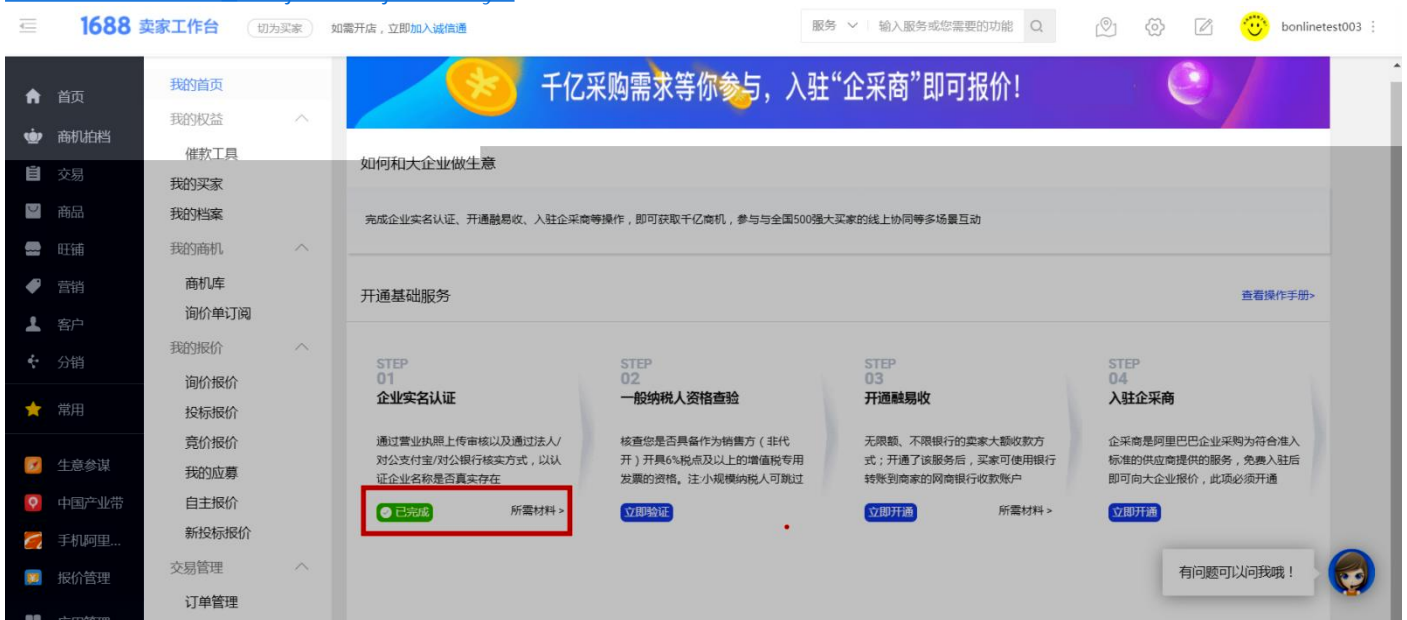 1688 卖家工作台 切为买家 如需开店，立即加入诚信通 服务 输入服务或您需要的功能 bonlinetest003
首页
商机拍档
交易
商品
旺铺
营销
客户
分销
常用
生意参谋
中国产业带
手机阿里...
报价管理
我的首页
我的权益
催款工具
我的买家
我的档案
我的商机
商机库
询价单订阅
我的报价
询价报价
投标报价
竞价报价
我的应募
自主报价
新投标报价
交易管理
订单管理
千亿采购需求等你参与，入驻“企采商”即可报价！
如何和大企业做生意
完成企业实名认证、开通融易收、入驻企采商等操作，即可获取千亿商机，参与与全国500强大买家的线上协同等多场景互动
开通基础服务 查看操作手册>
STEP
01
企业实名认证
通过营业执照上传审核以及通过法人/
对公支付宝/对公银行核实方式，以认
证企业名称是否真实存在
已完成 所需材料 >
STEP
02
一般纳税人资格查验
核查您是否具备作为销售方（非代
开）开具6%税点及以上的增值税专用
发票的资格。注:小规模纳税人可跳过
立即验证
STEP
03
开通融易收
无限额、不限银行的卖家大额收款方
式；开通了该服务后，买家可使用银行
转账到商家的网商银行收款账户
立即开通 所需材料 >
STEP
04
入驻企采商
企采商是阿里巴巴企业采购为符合准入
标准的供应商提供的服务，免费入驻后
即可向大企业报价，此项必须开通
立即开通
有问题可以问我哦！